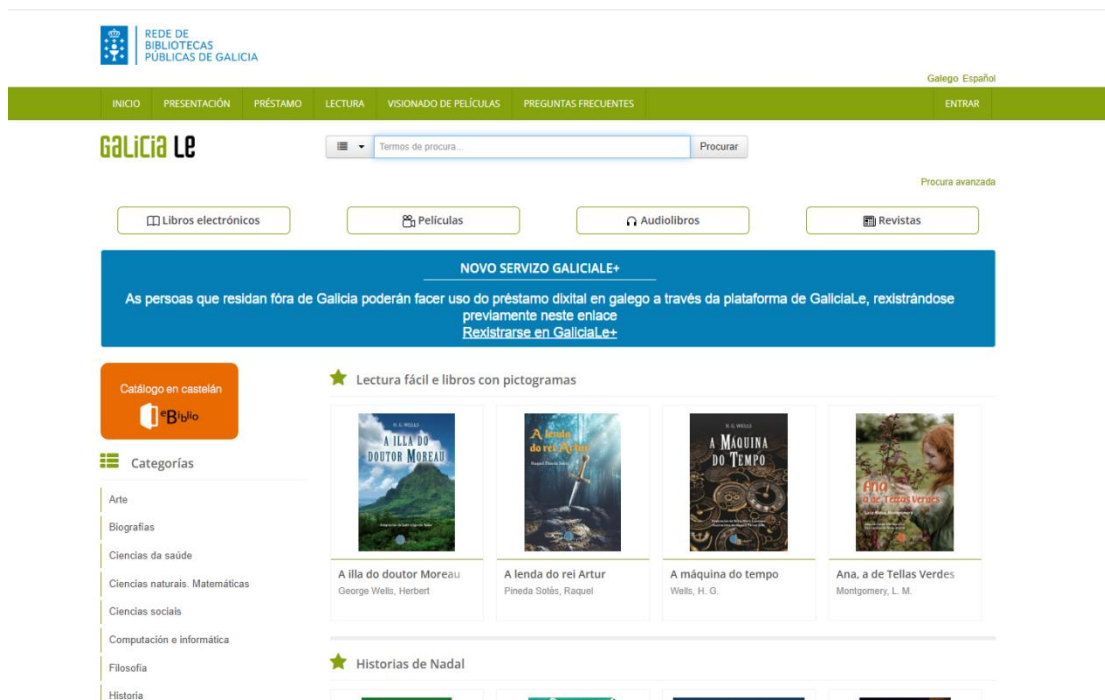 REDE DE
BIBLIOTECAS
PÚBLICAS DE GALICIA
Galego Español
INICIO PRESENTACIÓN PRÉSTAMO LECTURA VISIONADO DE PELÍCULAS PREGUNTAS FRECUENTES ENTRAR
Galicia Le
Termos de procura... Procurar
Procura avanzada
Libros electrónicos Películas Audiolibros Revistas
NOVO SERVIZO GALICIALE+
As persoas que residan fóra de Galicia poderán facer uso do préstamo dixital en galego a través da plataforma de GaliciaLe, rexistrándose
previamente neste enlace
Rexistrarse en GaliciaLe+
Catálogo en castelán
eBiblio
Categorías
Arte
Biografías
Ciencias da saúde
Ciencias naturais. Matemáticas
Ciencias sociais
Computación e informática
Filosofía
Historia
Lectura fácil e libros con pictogramas
H. G. WELLS
A ILLA DO
DOUTOR MOREAU
A lenda
do rei Artur
Raquel Pineda Sotés
H. G. WELLS
A MÁQUINA
DO TEMPO
Ana
a de Tellas Verdes
A illa do doutor Moreau
George Wells, Herbert
A lenda do rei Artur
Pineda Sotés, Raquel
A máquina do tempo
Wells, H. G.
Ana, a de Tellas Verdes
Montgomery, L. M.
Historias de Nadal